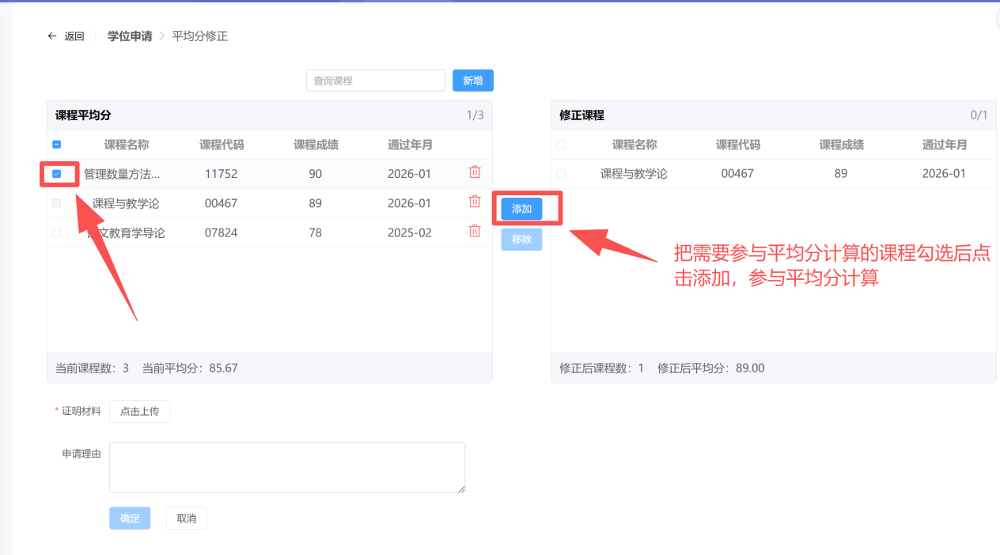 返回 学位申请 > 平均分修正
查询课程 新增
课程平均分 1/3
课程名称 课程代码 课程成绩 通过年月
管理数量方法... 11752 90 2026-01
课程与教学论 00467 89 2026-01
文教育学导论 07824 78 2025-02
当前课程数：3 当前平均分：85.67
添加
移除
修正课程 0/1
课程名称 课程代码 课程成绩 通过年月
课程与教学论 00467 89 2026-01
把需要参与平均分计算的课程勾选后点
击添加，参与平均分计算
修正后课程数：1 修正后平均分：89.00
* 证明材料 点击上传
申请理由
确定 取消